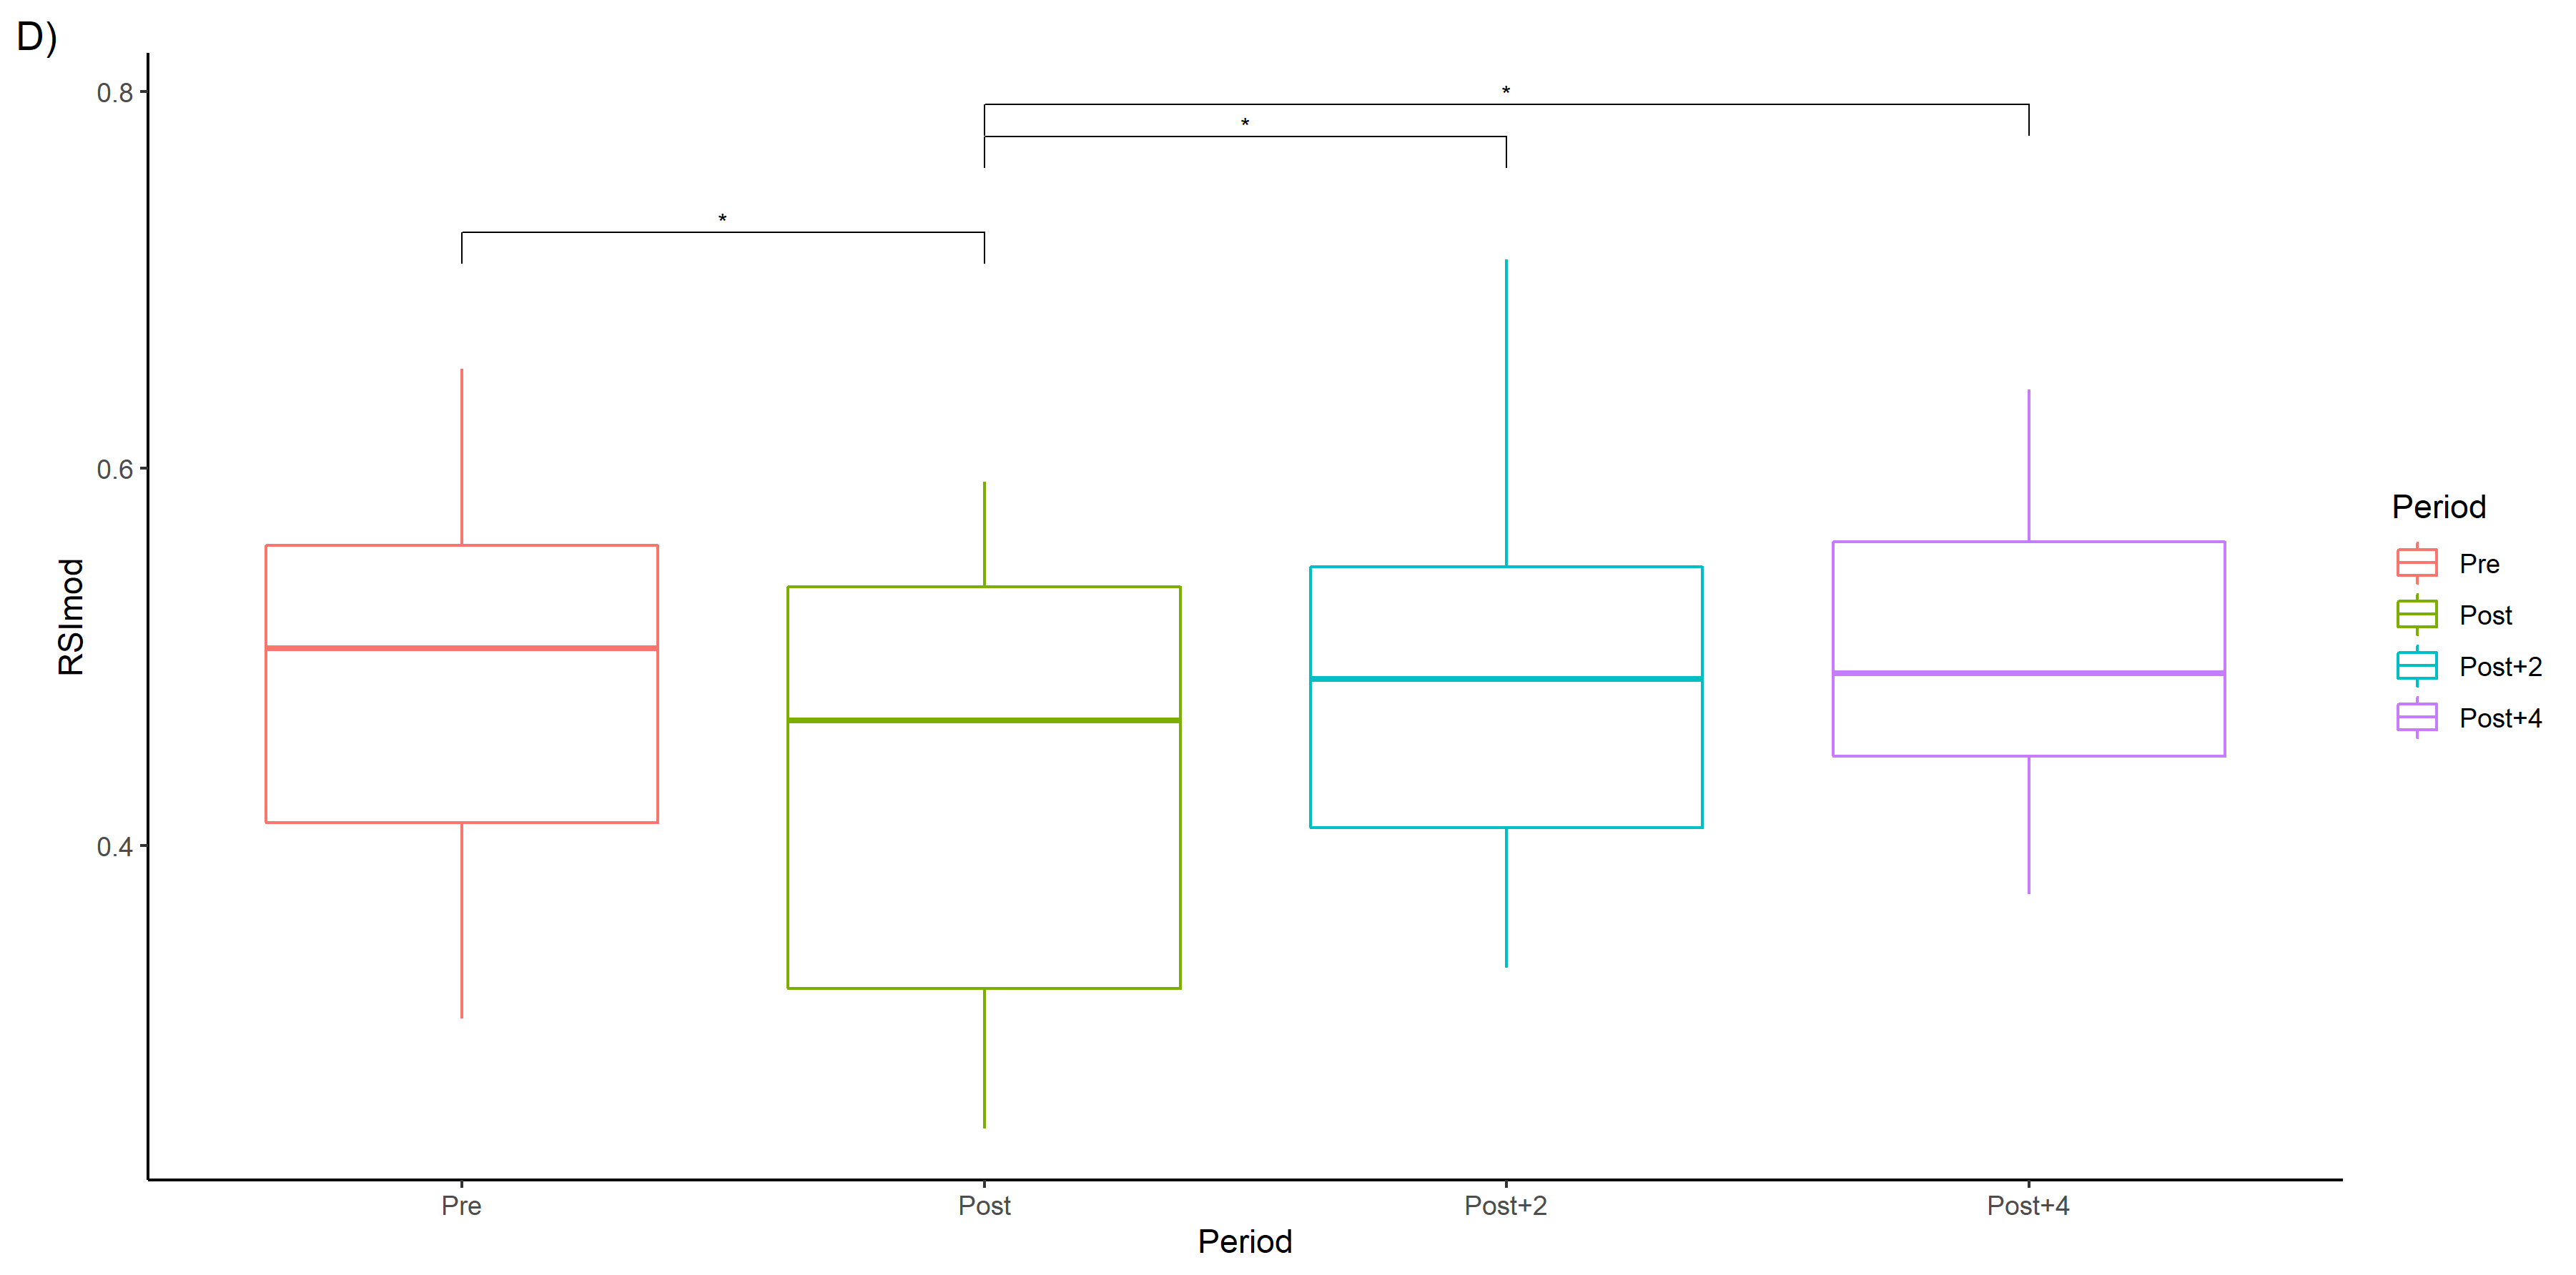 D)
0.8
0.6
0.4
RSImod
*
*
*
Pre
Post
Post+2
Post+4
Period
Period
Pre
Post
Post+2
Post+4